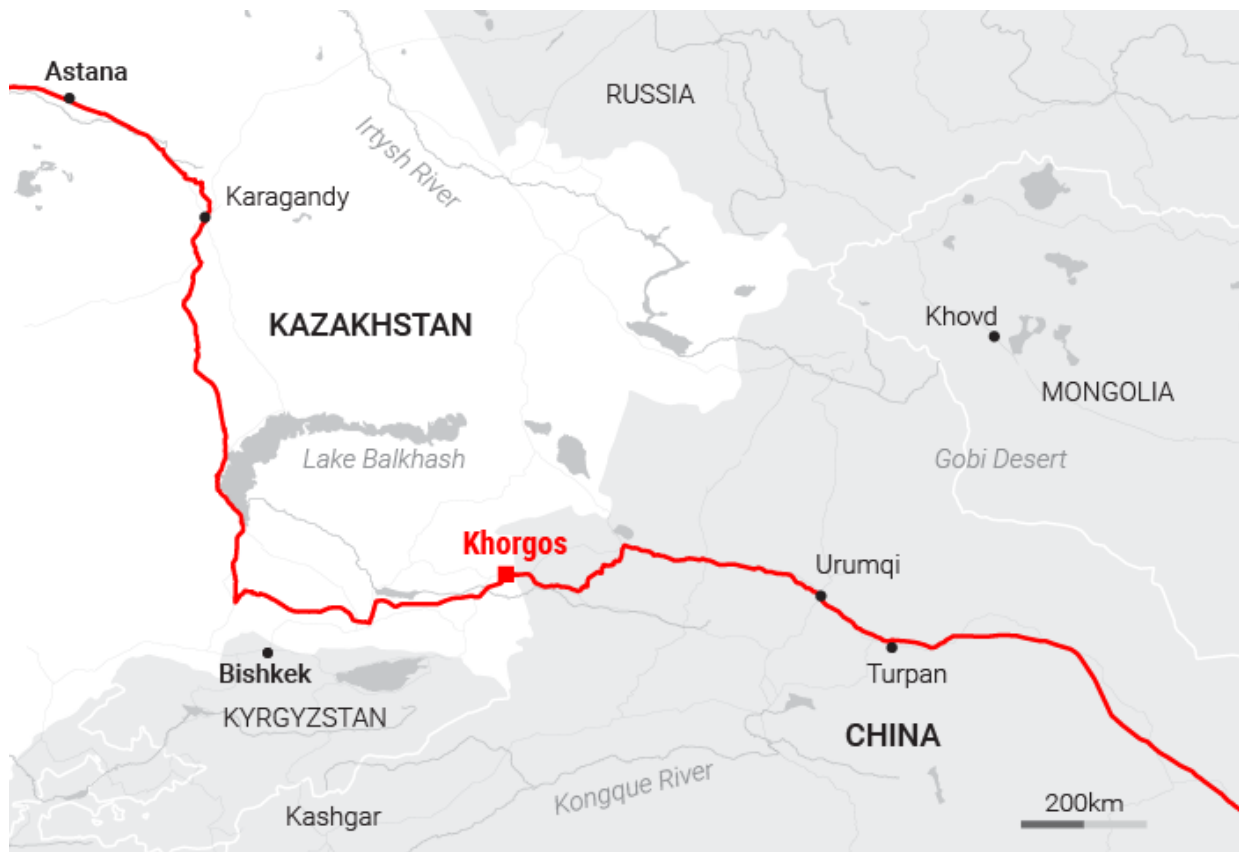 Astana
RUSSIA
Irtysh River
Karagandy
KAZAKHSTAN
Khovd
MONGOLIA
Lake Balkhash
Gobi Desert
Khorgos
Urumqi
Bishkek
Turpan
KYRGYZSTAN
CHINA
Kongque River
Kashgar
200km